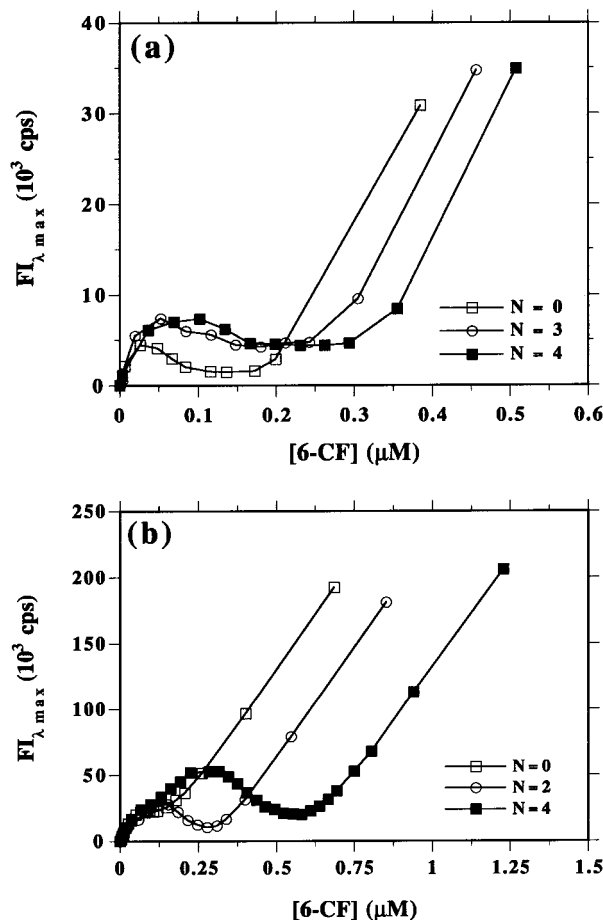 (a)
40
30
20
10
0
FI λ max (10³ cps)
0 0.1 0.2 0.3 0.4 0.5 0.6
[6-CF] (μM)
N = 0
N = 3
N = 4
(b)
250
200
150
100
50
0
FI λ max (10³ cps)
0 0.25 0.5 0.75 1 1.25 1.5
[6-CF] (μM)
N = 0
N = 2
N = 4